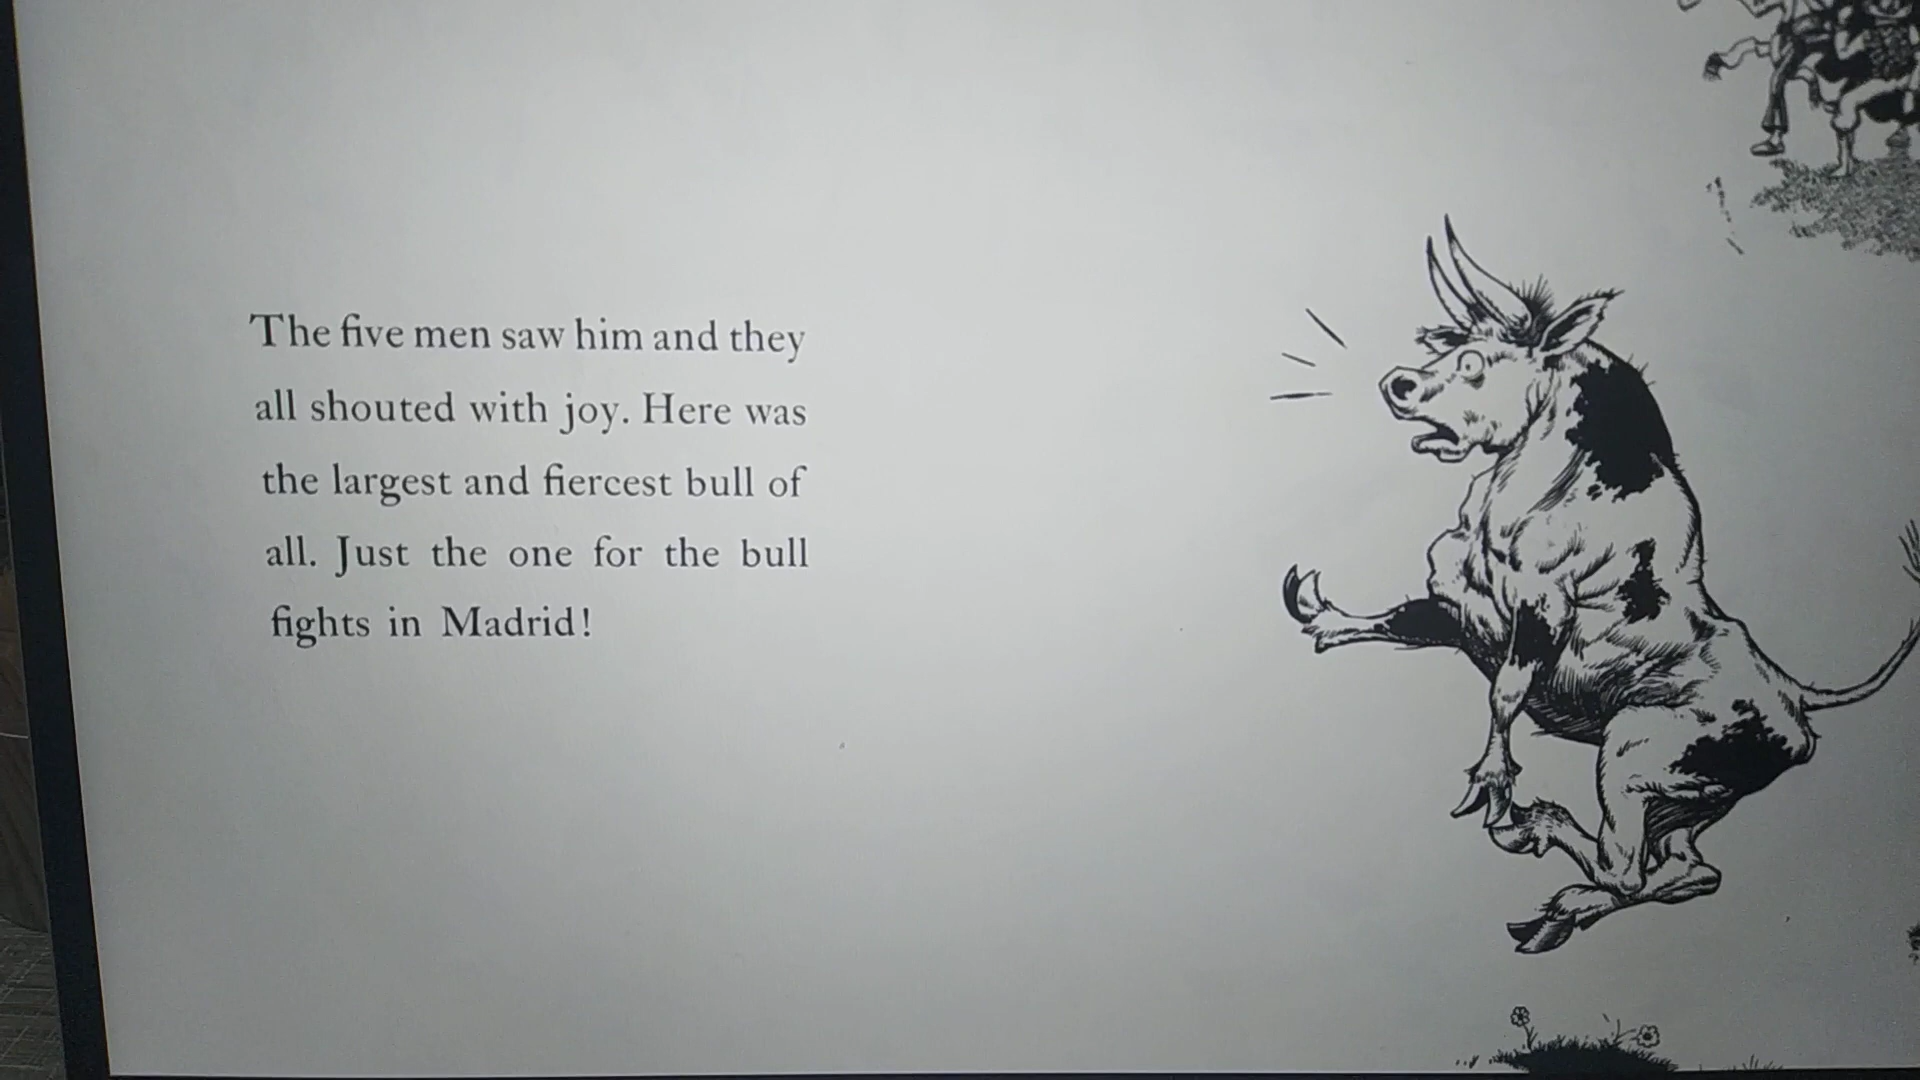 The five men saw him and they
all shouted with joy. Here was
the largest and fiercest bull of
all. Just the one for the bull
fights in Madrid!